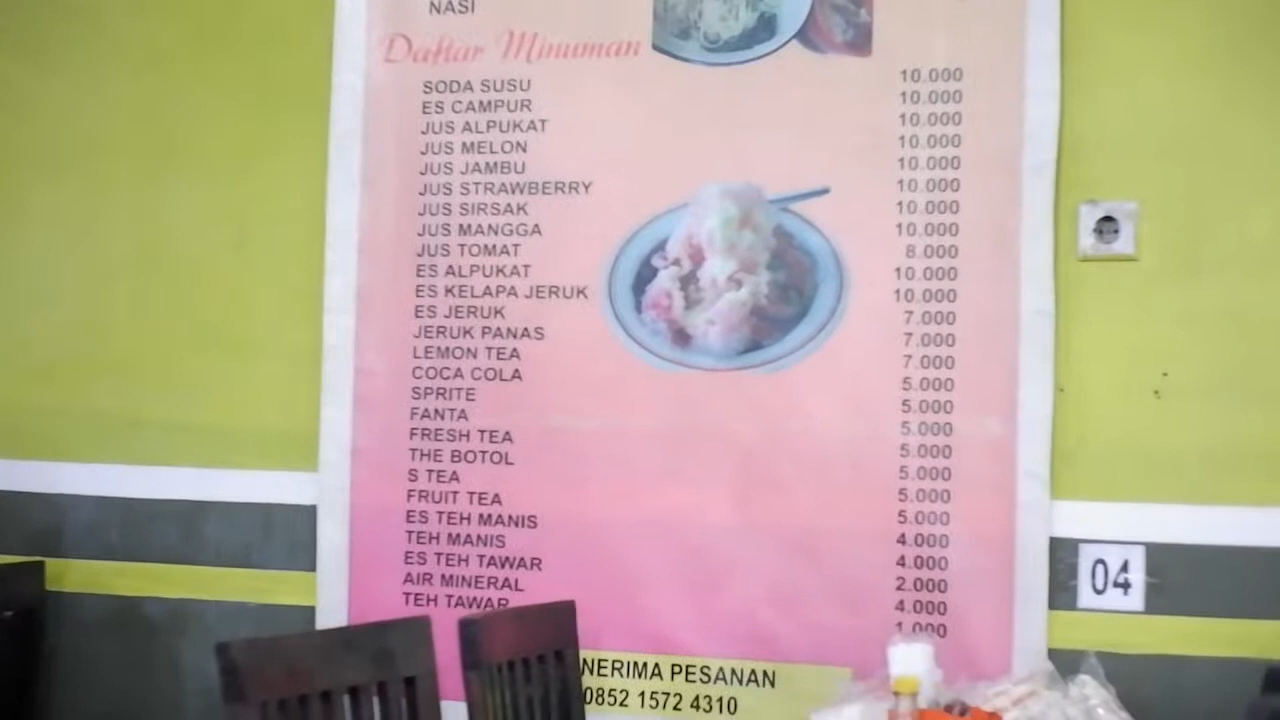 NASI
Daftar Minuman
SODA SUSU 10.000
ES CAMPUR 10.000
JUS ALPUKAT 10.000
JUS MELON 10.000
JUS JAMBU 10.000
JUS STRAWBERRY 10.000
JUS SIRSAK 10.000
JUS MANGGA 10.000
JUS TOMAT 8.000
ES ALPUKAT 10.000
ES KELAPA JERUK 10.000
ES JERUK 7.000
JERUK PANAS 7.000
LEMON TEA 7.000
COCA COLA 5.000
SPRITE 5.000
FANTA 5.000
FRESH TEA 5.000
THE BOTOL 5.000
S TEA 5.000
FRUIT TEA 5.000
ES TEH MANIS 4.000
TEH MANIS 4.000
ES TEH TAWAR 2.000
AIR MINERAL 4.000
TEH TAWAR 1.000
NERIMA PESANAN
0852 1572 4310
04